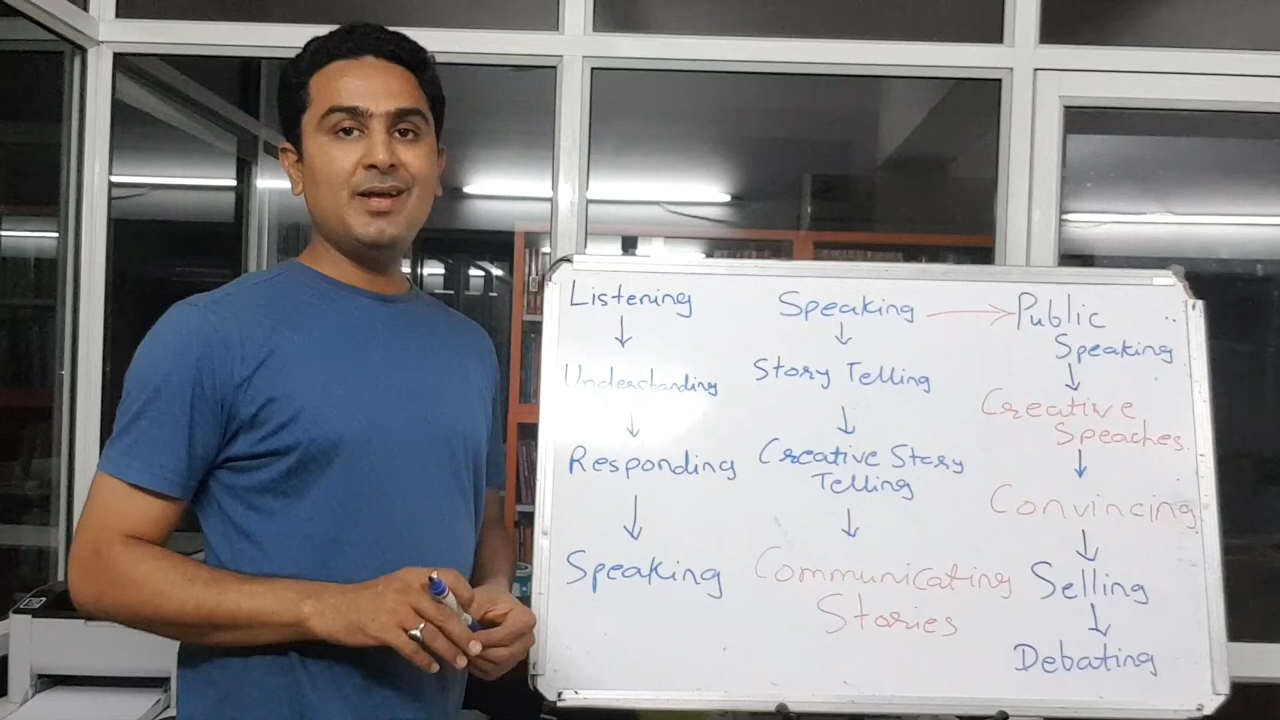 Listening
↓
Understanding
↓
Responding
↓
Speaking
Speaking → Public
Speaking
↓
Story Telling
↓
Creative Story
Telling
↓
Communicating
Stories
↓
Creative
Speaches
↓
Convincing
↓
Selling
↓
Debating